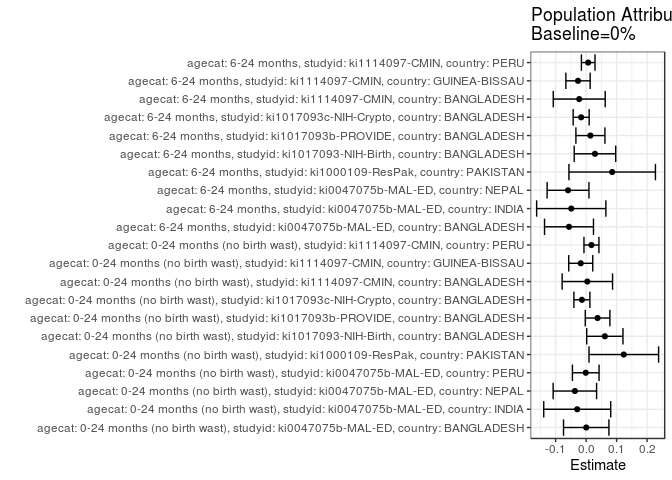 Population Attribu
Baseline=0%
agecat: 6-24 months, studyid: ki1114097-CMIN, country: PERU
agecat: 6-24 months, studyid: ki1114097-CMIN, country: GUINEA-BISSAU
agecat: 6-24 months, studyid: ki1114097-CMIN, country: BANGLADESH
agecat: 6-24 months, studyid: ki1017093c-NIH-Crypto, country: BANGLADESH
agecat: 6-24 months, studyid: ki1017093b-PROVIDE, country: BANGLADESH
agecat: 6-24 months, studyid: ki1017093-NIH-Birth, country: BANGLADESH
agecat: 6-24 months, studyid: ki1000109-ResPak, country: PAKISTAN
agecat: 6-24 months, studyid: ki0047075b-MAL-ED, country: NEPAL
agecat: 6-24 months, studyid: ki0047075b-MAL-ED, country: INDIA
agecat: 6-24 months, studyid: ki0047075b-MAL-ED, country: BANGLADESH
agecat: 0-24 months (no birth wast), studyid: ki1114097-CMIN, country: PERU
agecat: 0-24 months (no birth wast), studyid: ki1114097-CMIN, country: GUINEA-BISSAU
agecat: 0-24 months (no birth wast), studyid: ki1114097-CMIN, country: BANGLADESH
agecat: 0-24 months (no birth wast), studyid: ki1017093c-NIH-Crypto, country: BANGLADESH
agecat: 0-24 months (no birth wast), studyid: ki1017093b-PROVIDE, country: BANGLADESH
agecat: 0-24 months (no birth wast), studyid: ki1017093-NIH-Birth, country: BANGLADESH
agecat: 0-24 months (no birth wast), studyid: ki1000109-ResPak, country: PAKISTAN
agecat: 0-24 months (no birth wast), studyid: ki0047075b-MAL-ED, country: PERU
agecat: 0-24 months (no birth wast), studyid: ki0047075b-MAL-ED, country: NEPAL
agecat: 0-24 months (no birth wast), studyid: ki0047075b-MAL-ED, country: INDIA
agecat: 0-24 months (no birth wast), studyid: ki0047075b-MAL-ED, country: BANGLADESH
-0.1 0.0 0.1 0.2
Estimate